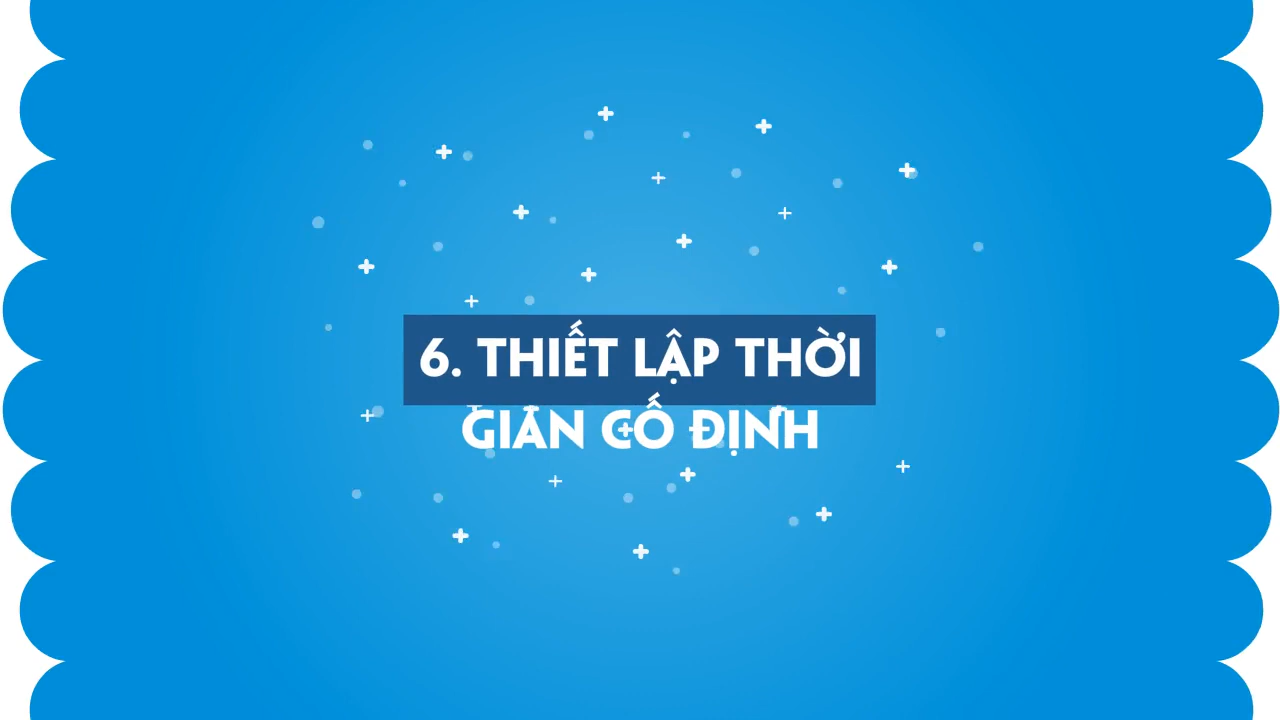 6. THIẾT LẬP THỜI
GIAN CỐ ĐỊNH